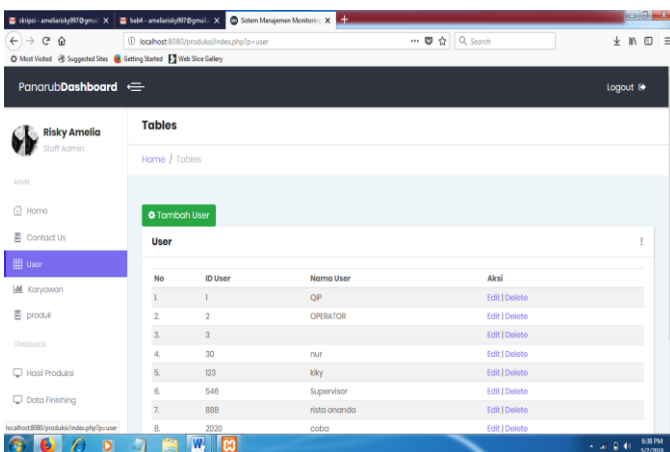 skripsi - ameliarisky997@gmail X bab4 - ameliarisky997@gmail.c X Sistem Manajemen Monitoring X +
localhost:8080/produksi/index.php?p=user Search
Most Visited Suggested Sites Getting Started Web Slice Gallery
PanarubDashboard Logout
Risky Amelia
Staff Admin
Tables
Home / Tables
MAIN
Home
Contact Us
User
Karyawan
produk
TRANSAKSI
Hasil Produksi
Data Finishing
Tambah User
User
No ID User Nama User Aksi
1. 1 QIP Edit | Delete
2. 2 OPERATOR Edit | Delete
3. 3 Edit | Delete
4. 30 nur Edit | Delete
5. 123 kiky Edit | Delete
6. 546 Supervisor Edit | Delete
7. 888 rista ananda Edit | Delete
8. 2020 coba Edit | Delete
localhost:8080/produksi/index.php?p=user
6:38 PM
5/7/2018